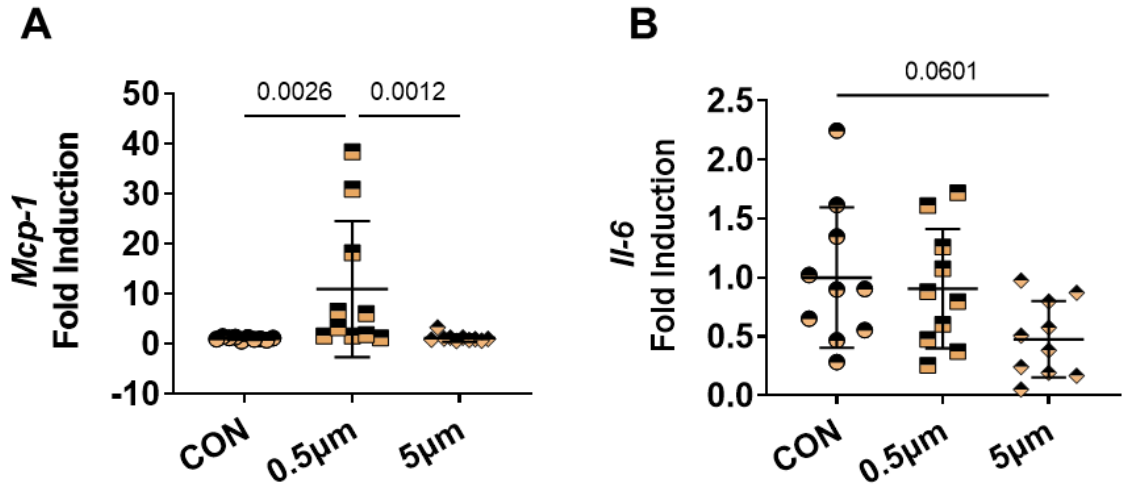 A
Mcp-1
Fold Induction
50
40
30
20
10
0
-10
0.0026
0.0012
CON
0.5μm
5μm
B
Il-6
Fold Induction
2.5
2.0
1.5
1.0
0.5
0.0
0.0601
CON
0.5μm
5μm